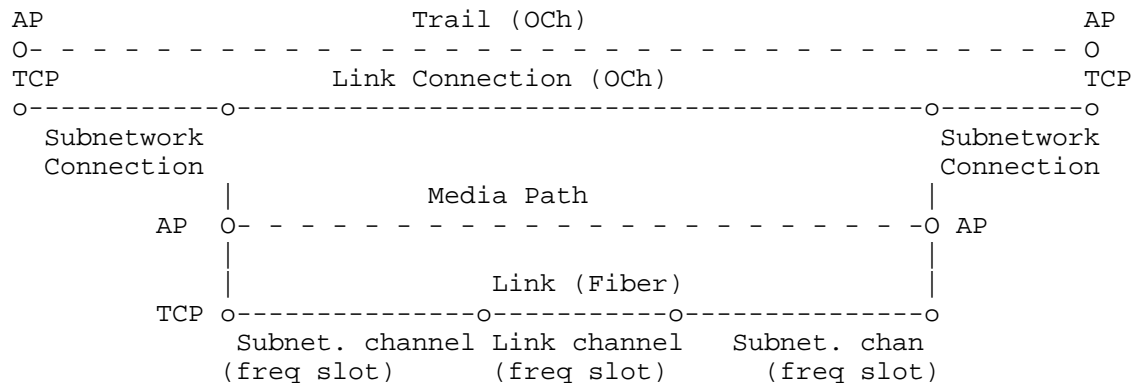 AP Trail (OCh) AP
O- - - - - - - - - - - - - - - - - - - - - - - - - - - - - - - - - - O
TCP Link Connection (OCh) TCP
o------------o-------------------------------------------o---------o
Subnetwork Subnetwork
Connection Connection
| Media Path |
AP O- - - - - - - - - - - - - - - - - - - - - -O AP
| |
| Link (Fiber) |
TCP o---------------o-----------o---------------o
Subnet. channel Link channel Subnet. chan
(freq slot) (freq slot) (freq slot)